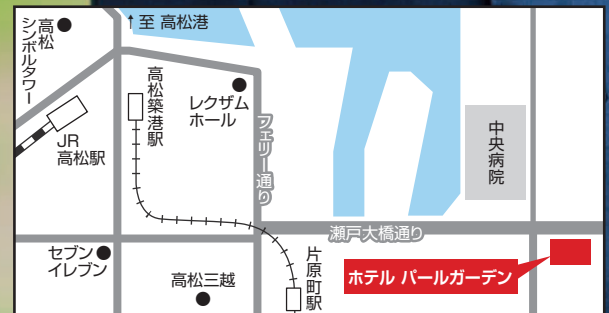 高松
シンボルタワー
↑至 高松港
高松築港駅
レクザム
ホール
JR
高松駅
フェリー通り
中央
病院
瀬戸大橋通り
セブン
イレブン
高松三越
片原町駅
ホテル パールガーデン